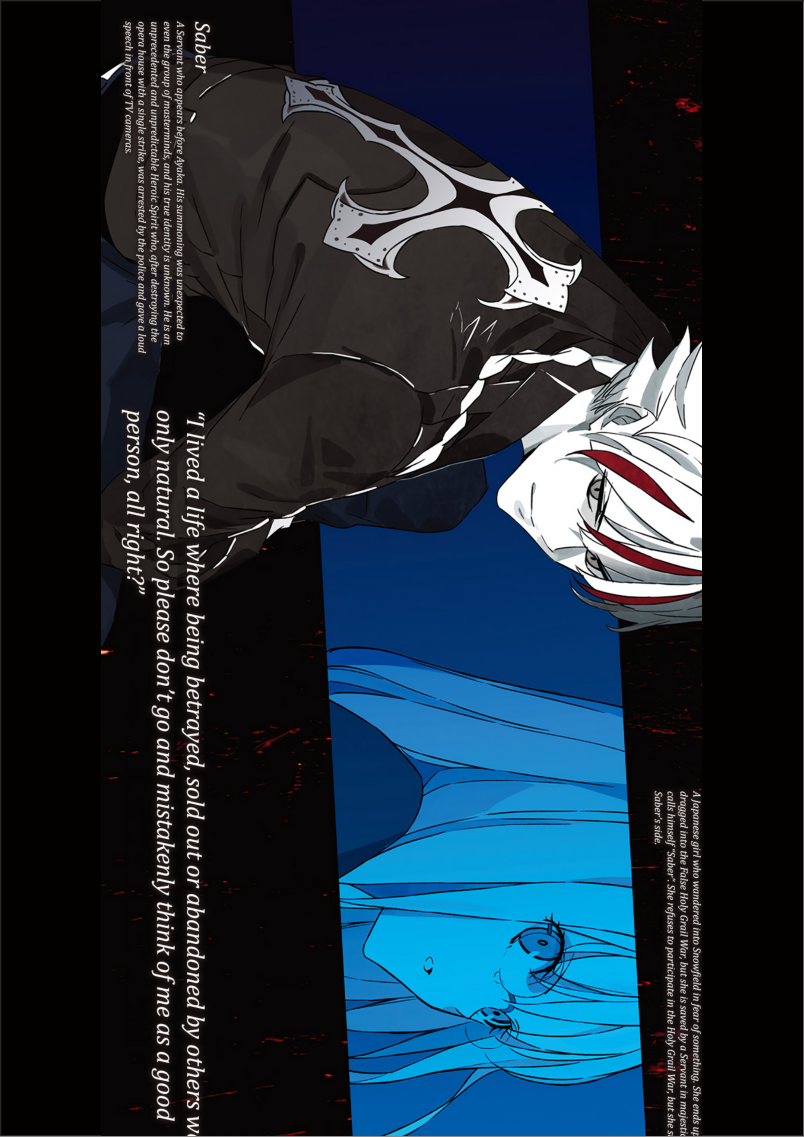 Saber
A Servant who appears before Ayaka. His summoning was unexpected to
even the group of masterminds, and his true identity is unknown. He is an
unprecedented and unpredictable Heroic Spirit who, after destroying the
opera house with a single strike, was arrested by the police and gave a loud
speech in front of TV cameras.
"I lived a life where being betrayed, sold out or abandoned by others
only natural. So please don't go and mistakenly think of me as a good
person, all right?"
A Japanese girl who wandered into Snowfield in fear of something. She ends up
dragged into the False Holy Grail War, but she is saved by a Servant in
calls himself "Saber". She refuses to participate in the Holy Grail War, but she
Saber's side.